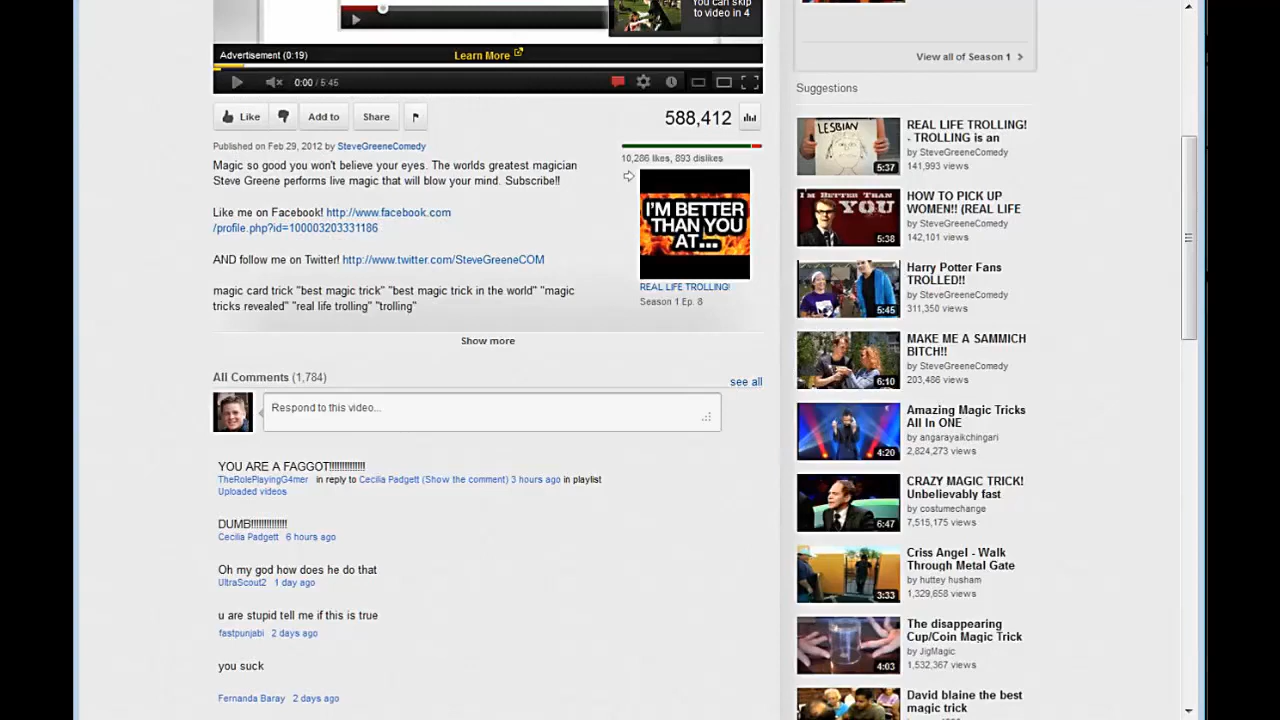 You can skip
to video in 4
Advertisement (0:19)
Learn More
0:00 / 5:45
Like
Add to
Share
588,412
Published on Feb 29, 2012 by SteveGreeneComedy
10,286 likes, 893 dislikes
Magic so good you won't believe your eyes. The worlds greatest magician
Steve Greene performs live magic that will blow your mind. Subscribe!!
Like me on Facebook! http://www.facebook.com
/profile.php?id=100003203331186
AND follow me on Twitter! http://www.twitter.com/SteveGreeneCOM
magic card trick "best magic trick" "best magic trick in the world" "magic
tricks revealed" "real life trolling" "trolling"
I'M BETTER
THAN YOU
AT...
REAL LIFE TROLLING!
Season 1 Ep. 8
Show more
All Comments (1,784)
see all
Respond to this video...
YOU ARE A FAGGOT!!!!!!!!!!!!!!
TheRolePlayingG4mer in reply to Cecilia Padgett (Show the comment) 3 hours ago in playlist
Uploaded videos
DUMB!!!!!!!!!!!!!!
Cecilia Padgett 6 hours ago
Oh my god how does he do that
UltraScout2 1 day ago
u are stupid tell me if this is true
fastpunjabi 2 days ago
you suck
Fernanda Baray 2 days ago
View all of Season 1
Suggestions
LESBIAN
5:37
REAL LIFE TROLLING!
- TROLLING is an
by SteveGreeneComedy
141,993 views
I'M BETTER THAN
YOU
5:38
HOW TO PICK UP
WOMEN!! (REAL LIFE
by SteveGreeneComedy
142,101 views
5:45
Harry Potter Fans
TROLLED!!
by SteveGreeneComedy
311,350 views
6:10
MAKE ME A SAMMICH
BITCH!!
by SteveGreeneComedy
203,486 views
4:20
Amazing Magic Tricks
All In ONE
by angarayaikchingari
2,824,273 views
6:47
CRAZY MAGIC TRICK!
Unbelievably fast
by costumechange
7,515,175 views
3:33
Criss Angel - Walk
Through Metal Gate
by huttey husham
1,329,658 views
4:03
The disappearing
Cup/Coin Magic Trick
by JigMagic
1,532,367 views
David blaine the best
magic trick